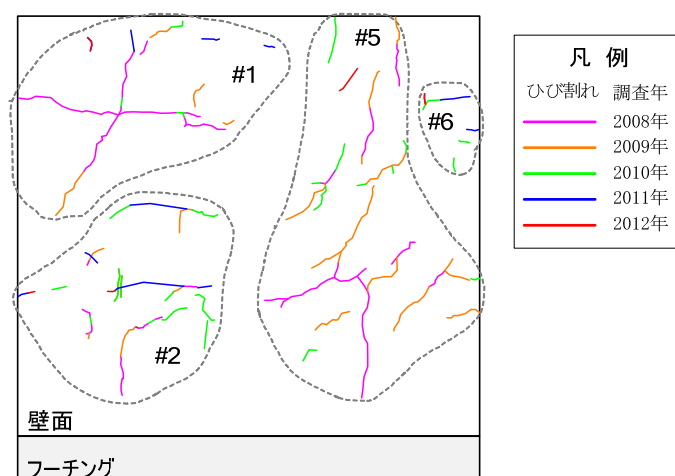 #1
#5
#6
#2
壁面
フーチング
凡 例
ひび割れ 調査年
2008年
2009年
2010年
2011年
2012年